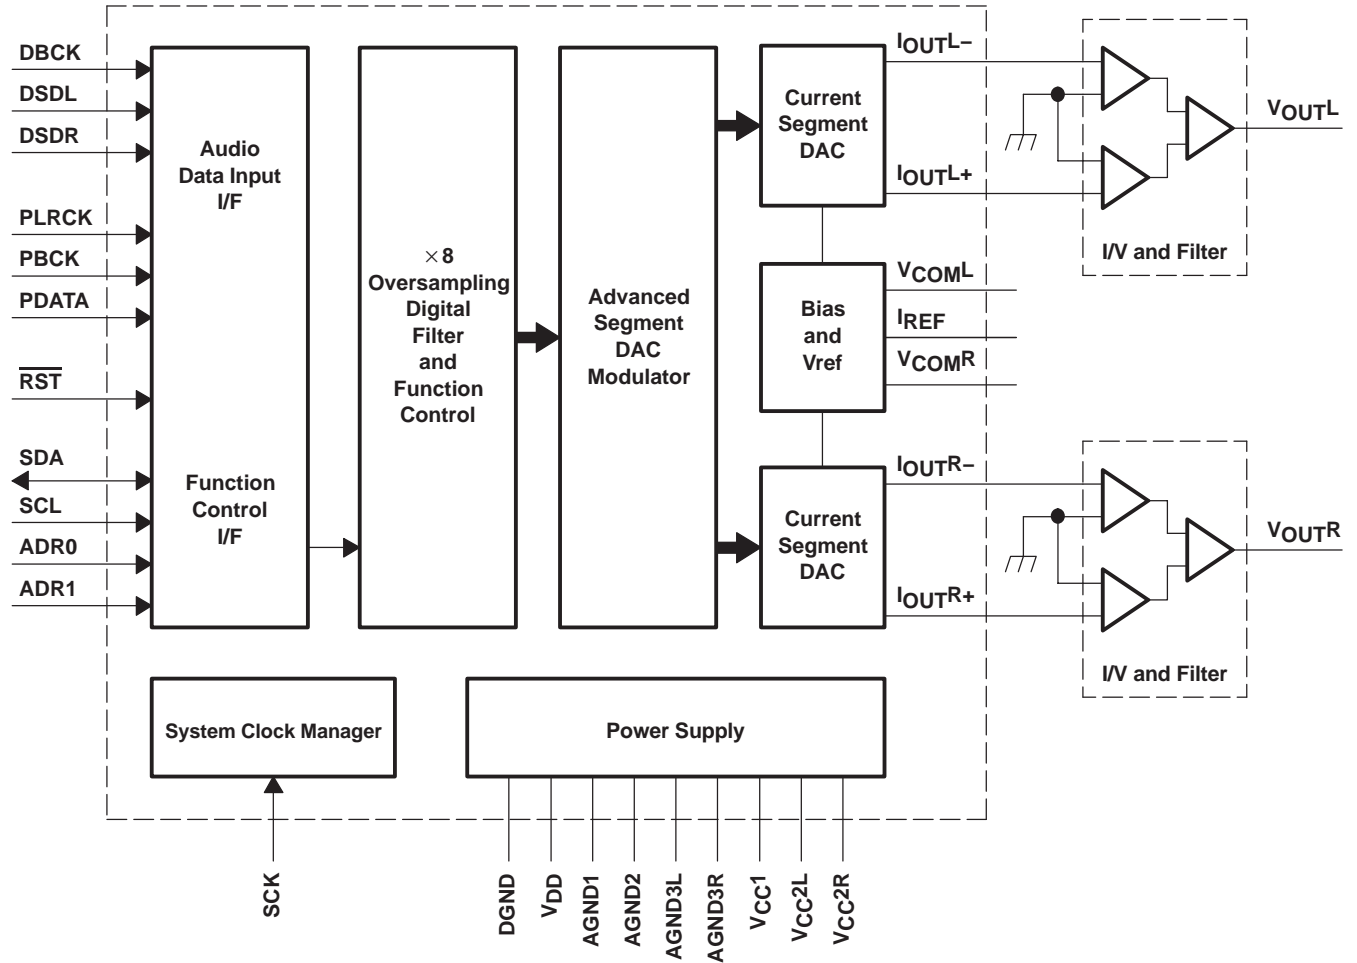 DBCK
DSDL
DSDR
PLRCK
PBCK
PDATA
RST
SDA
SCL
ADR0
ADR1
Audio
Data Input
I/F
Function
Control
I/F
×8
Oversampling
Digital
Filter
and
Function
Control
Advanced
Segment
DAC
Modulator
Current
Segment
DAC
Bias
and
Vref
Current
Segment
DAC
IOUTL–
IOUTL+
VCOML
IREF
VCOMR
IOUTR–
IOUTR+
VOUTL
I/V and Filter
VOUTR
I/V and Filter
System Clock Manager
Power Supply
SCK
DGND
VDD
AGND1
AGND2
AGND3L
AGND3R
VCC1
VCC2L
VCC2R